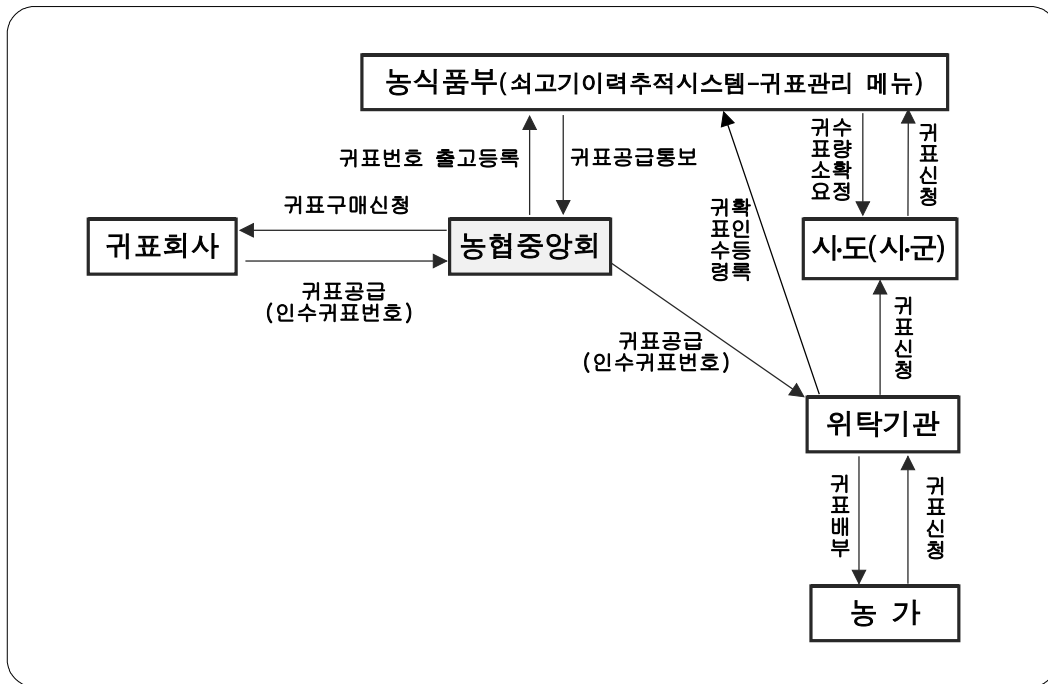 농식품부(쇠고기이력추적시스템-귀표관리 메뉴)
귀표번호 출고등록
귀표공급통보
귀표소요
수량확정
귀표신청
귀표구매신청
귀표회사
농협중앙회
귀표수령
확인등록
시·도(시·군)
귀표공급
(인수귀표번호)
귀표신청
귀표공급
(인수귀표번호)
위탁기관
귀표배부
귀표신청
농 가